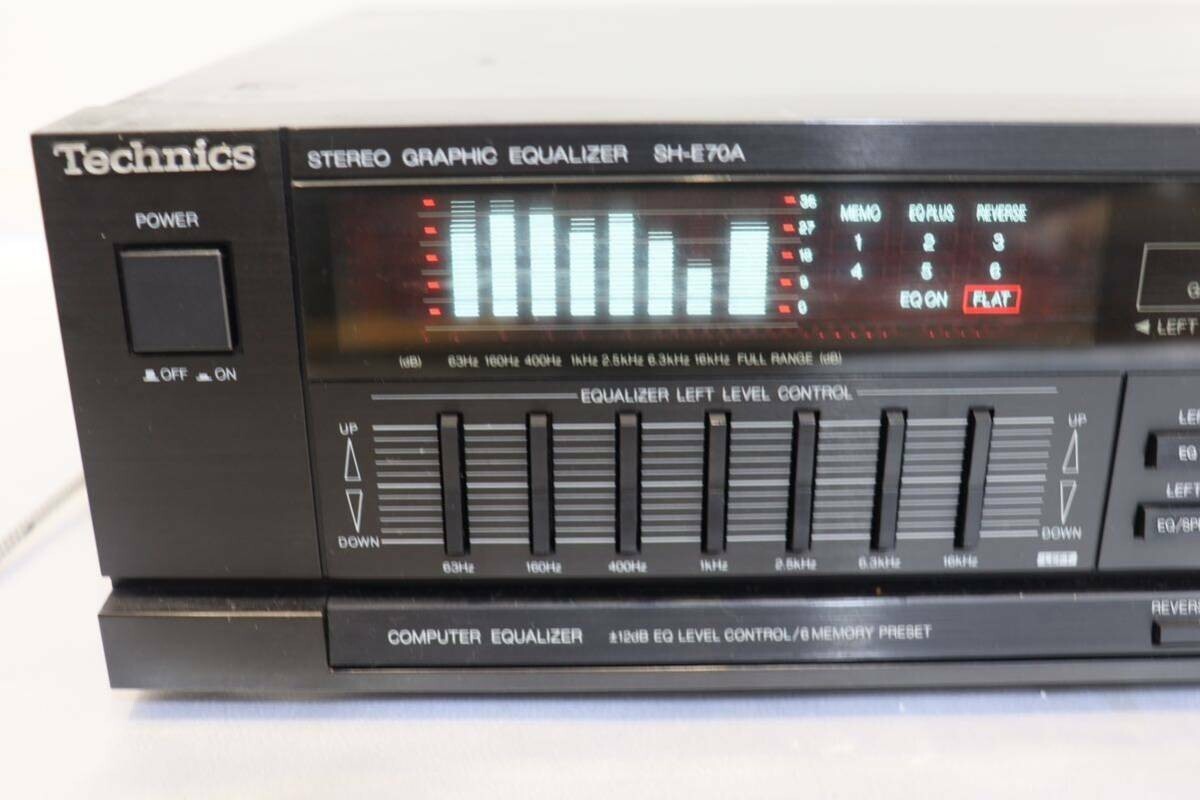 Technics
STEREO GRAPHIC EQUALIZER SH-E70A
POWER
OFF ON
36
27
18
9
0
MEMO EQ PLUS REVERSE
1 2 3
4 5 6
EQ ON FLAT
(dB) 63Hz 160Hz 400Hz 1kHz 2.5kHz 6.3kHz 16kHz FULL RANGE (dB)
◀ LEFT
EQUALIZER LEFT LEVEL CONTROL
UP UP
DOWN DOWN
63Hz 160Hz 400Hz 1kHz 2.5kHz 6.3kHz 16kHz LEFT
EQ
LEFT
COMPUTER EQUALIZER ±12dB EQ LEVEL CONTROL/6 MEMORY PRESET